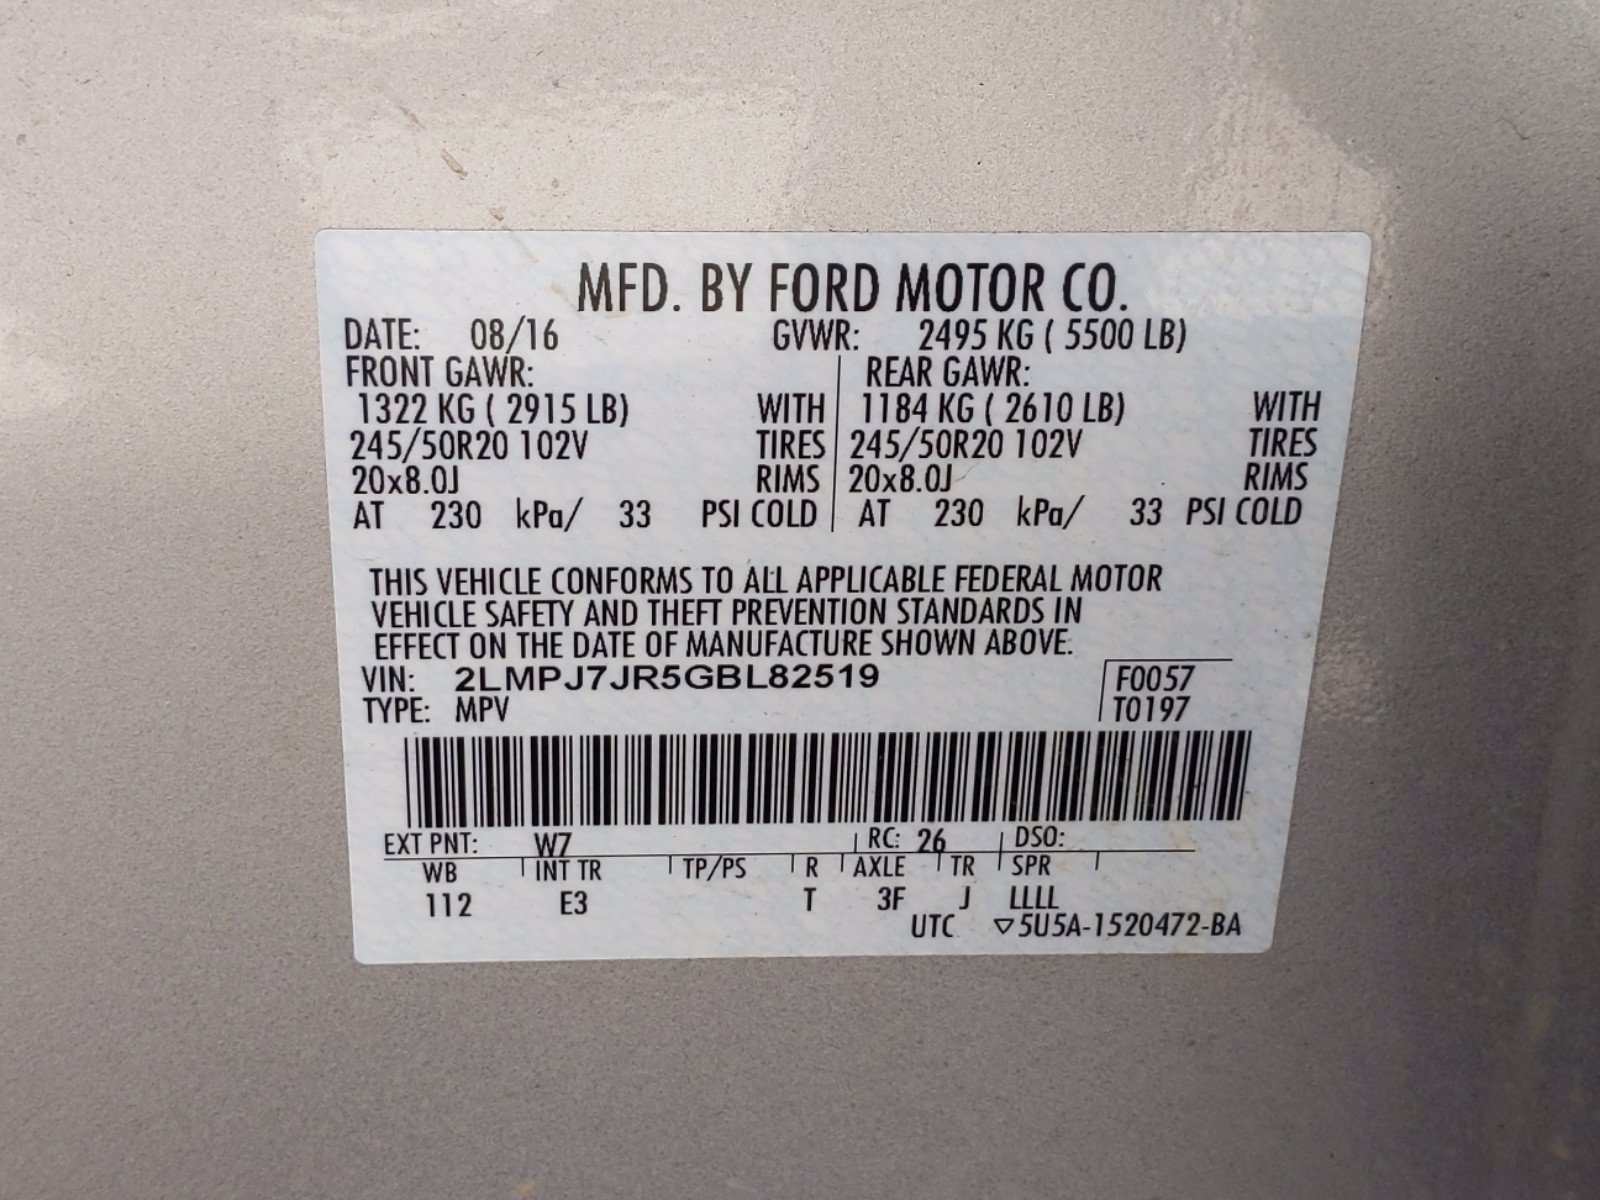 MFD. BY FORD MOTOR CO.
DATE: 08/16 GVWR: 2495 KG ( 5500 LB)
FRONT GAWR: REAR GAWR:
1322 KG ( 2915 LB) WITH 1184 KG ( 2610 LB) WITH
245/50R20 102V TIRES 245/50R20 102V TIRES
20x8.0J RIMS 20x8.0J RIMS
AT 230 kPa/ 33 PSI COLD AT 230 kPa/ 33 PSI COLD
THIS VEHICLE CONFORMS TO ALL APPLICABLE FEDERAL MOTOR
VEHICLE SAFETY AND THEFT PREVENTION STANDARDS IN
EFFECT ON THE DATE OF MANUFACTURE SHOWN ABOVE.
VIN: 2LMPJ7JR5GBL82519 F0057
TYPE: MPV T0197
EXT PNT: W7 RC: 26 DSO:
WB INT TR TP/PS R AXLE TR SPR
112 E3 T 3F J LLLL
UTC ▽5U5A-1520472-BA